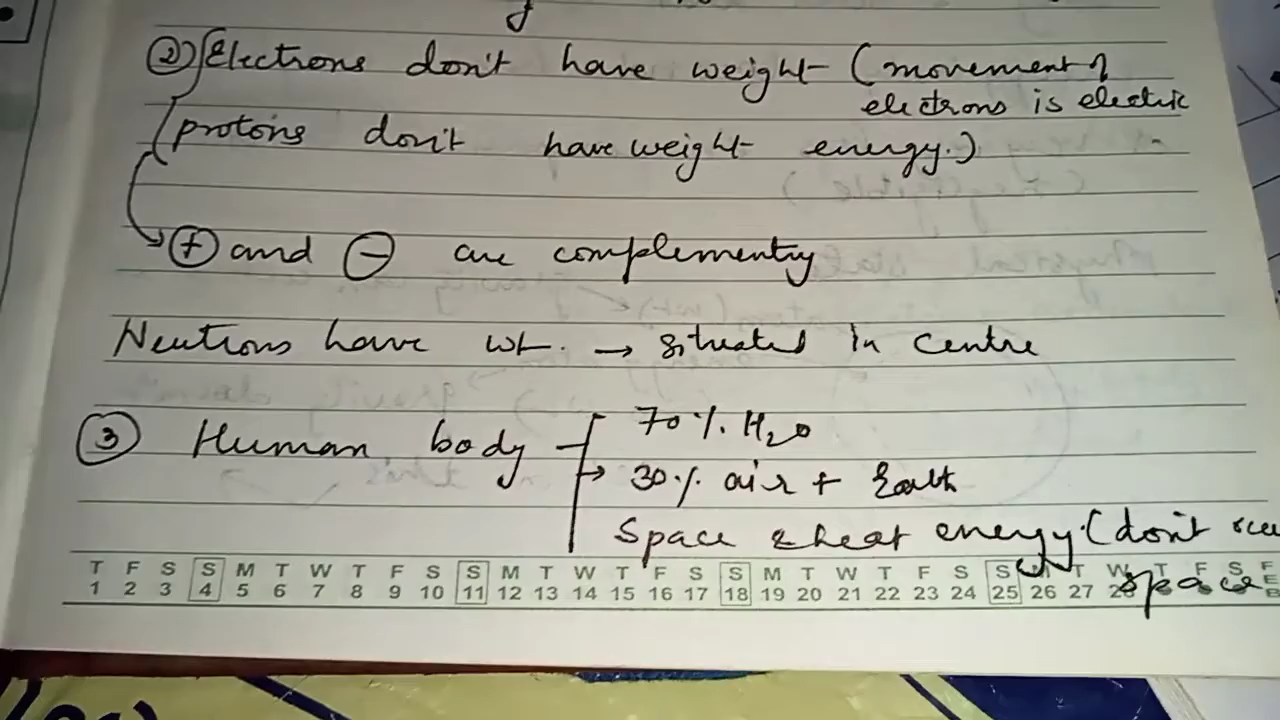 ② Electrons don't have weight (movement of
electrons is electric
protons don't have weight energy.)
⊕ and ⊖ are complementry
Neutrons have wt. → situated in centre
③ Human body
70% H₂O
→ 30% air + Earth
Space & heat energy (don't
space
T F S S M T W T F S S M T W T F S S M T W T F S S M T W T F S FEB
1 2 3 4 5 6 7 8 9 10 11 12 13 14 15 16 17 18 19 20 21 22 23 24 25 26 27